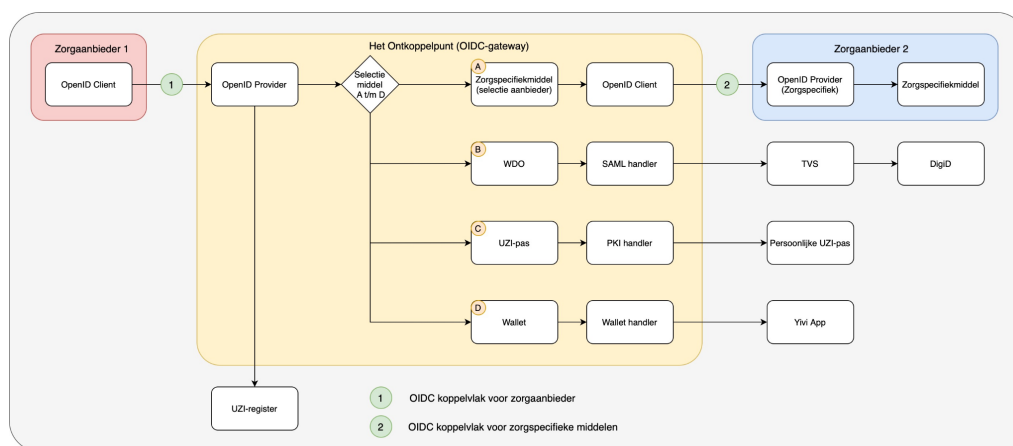 Zorgaanbieder 1
Het Ontkoppelpunt (OIDC-gateway)
Zorgaanbieder 2
OpenID Client
1
OpenID Provider
Selectie
middel
A t/m D
A
Zorgspecifiekmiddel
(selectie aanbieder)
OpenID Client
2
OpenID Provider
(Zorgspecifiek)
Zorgspecifiekmiddel
B
WDO
SAML handler
TVS
DigiD
C
UZI-pas
PKI handler
Persoonlijke UZI-pas
D
Wallet
Wallet handler
Yivi App
UZI-register
1 OIDC koppelvlak voor zorgaanbieder
2 OIDC koppelvlak voor zorgspecifieke middelen